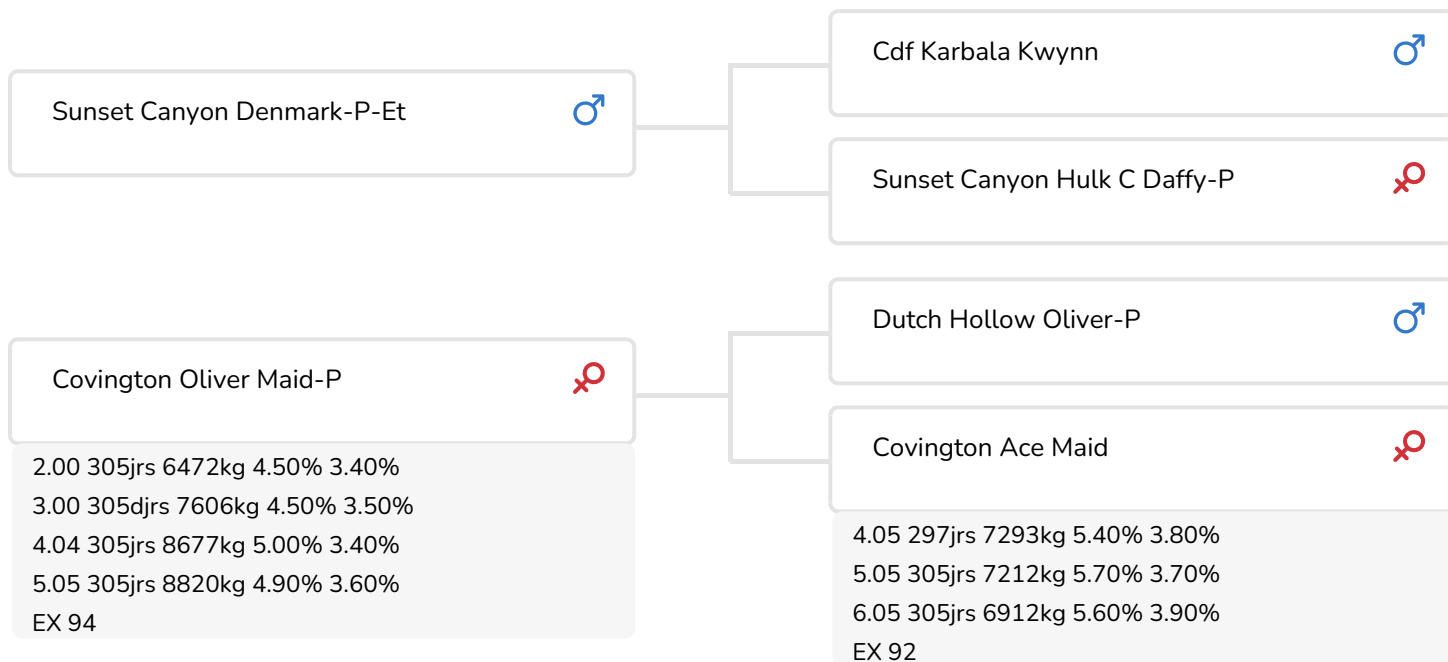 Cdf Karbala Kwynn
Sunset Canyon Denmark-P-Et
Sunset Canyon Hulk C Daffy-P
Dutch Hollow Oliver-P
Covington Oliver Maid-P
2.00 305jrs 6472kg 4.50% 3.40%
3.00 305djrs 7606kg 4.50% 3.50%
4.04 305jrs 8677kg 5.00% 3.40%
5.05 305jrs 8820kg 4.90% 3.60%
EX 94
Covington Ace Maid
4.05 297jrs 7293kg 5.40% 3.80%
5.05 305jrs 7212kg 5.70% 3.70%
6.05 305jrs 6912kg 5.60% 3.90%
EX 92